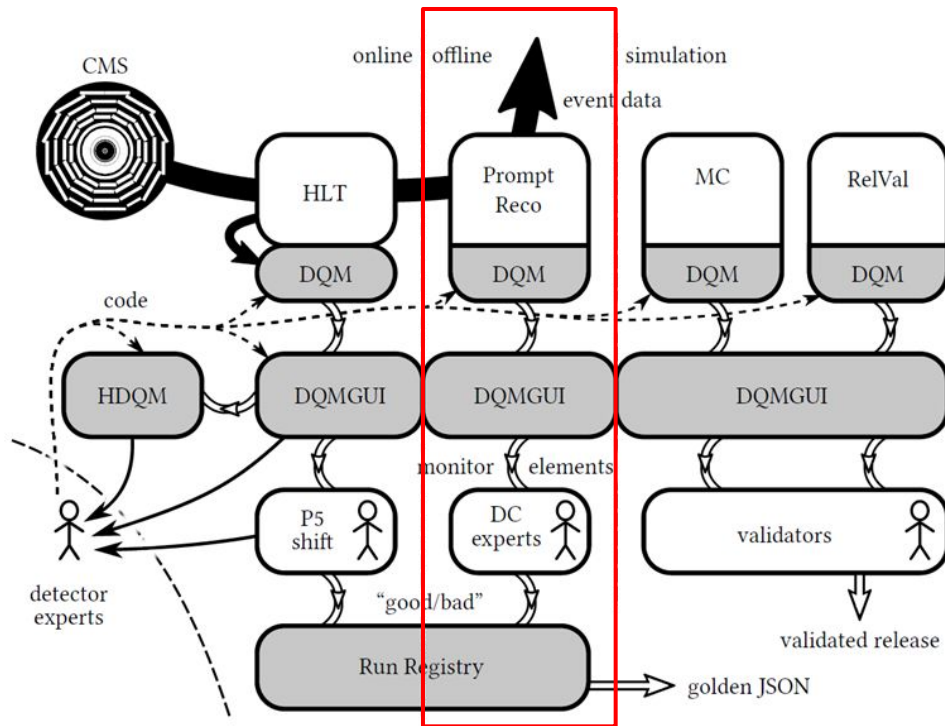 online
offline
simulation
CMS
event data
HLT
Prompt
Reco
MC
RelVal
DQM
DQM
DQM
DQM
code
HDQM
DQMGUI
DQMGUI
DQMGUI
monitor
elements
P5
shift
DC
experts
validators
detector
experts
“good/bad”
validated release
Run Registry
golden JSON